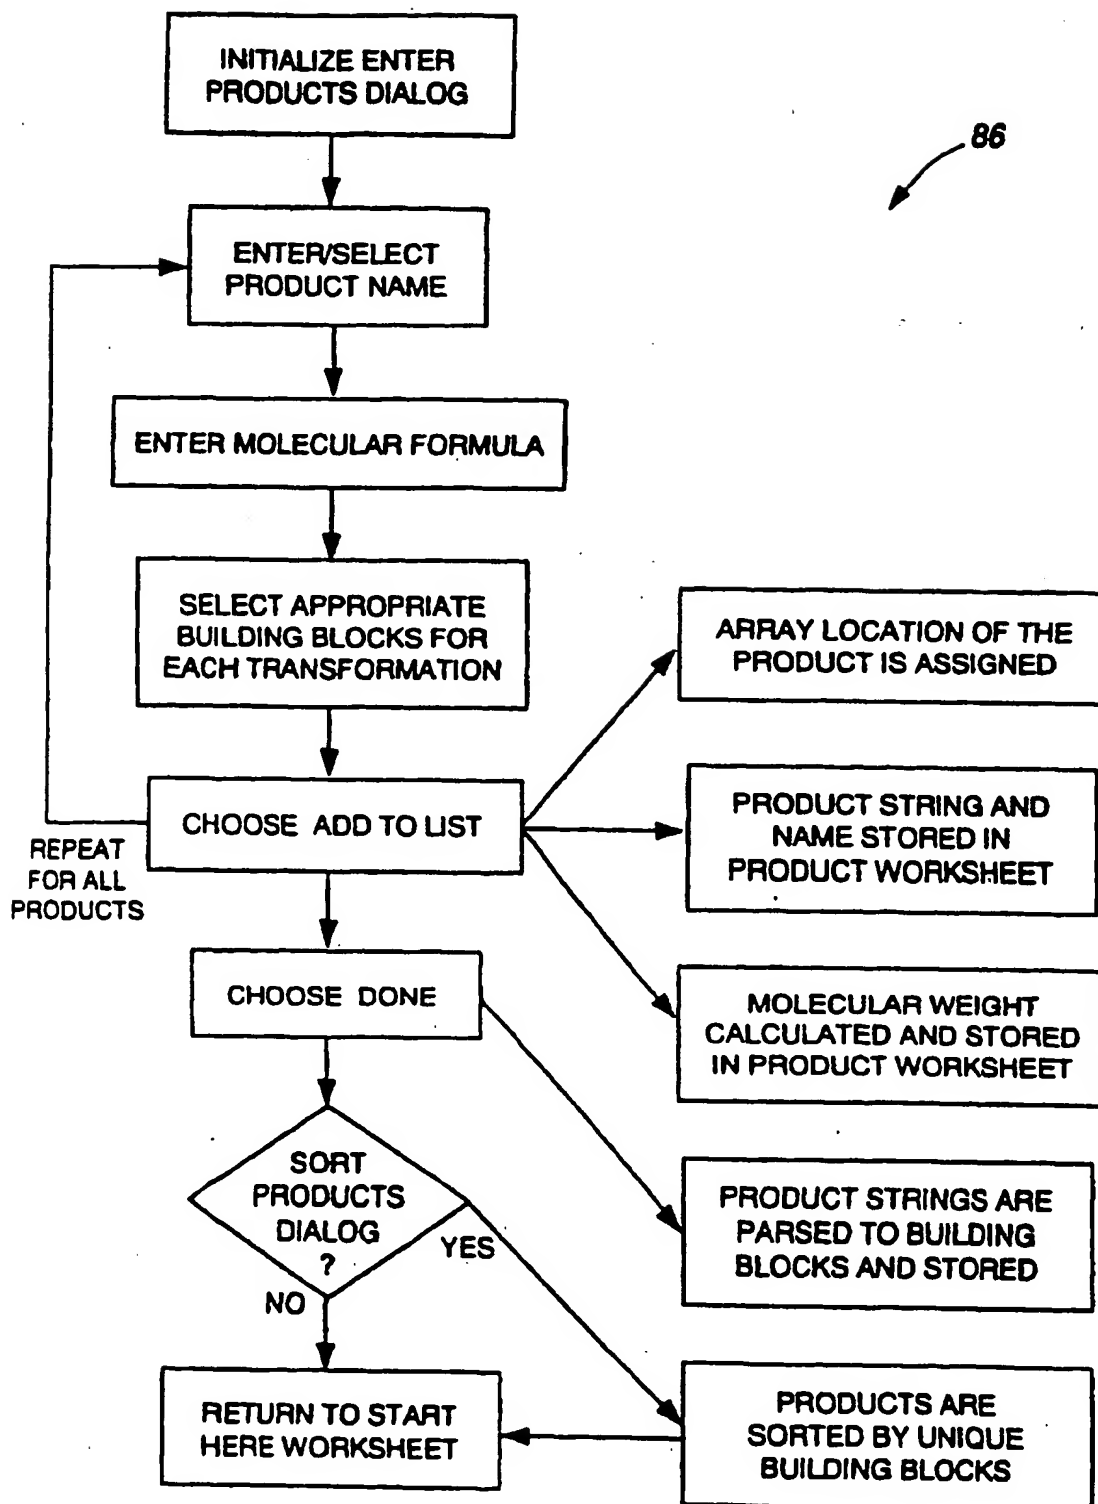 INITIALIZE ENTER
PRODUCTS DIALOG
86
ENTER/SELECT
PRODUCT NAME
ENTER MOLECULAR FORMULA
SELECT APPROPRIATE
BUILDING BLOCKS FOR
EACH TRANSFORMATION
ARRAY LOCATION OF THE
PRODUCT IS ASSIGNED
CHOOSE ADD TO LIST
REPEAT
FOR ALL
PRODUCTS
PRODUCT STRING AND
NAME STORED IN
PRODUCT WORKSHEET
CHOOSE DONE
MOLECULAR WEIGHT
CALCULATED AND STORED
IN PRODUCT WORKSHEET
SORT
PRODUCTS
DIALOG
?
YES
NO
PRODUCT STRINGS ARE
PARSED TO BUILDING
BLOCKS AND STORED
RETURN TO START
HERE WORKSHEET
PRODUCTS ARE
SORTED BY UNIQUE
BUILDING BLOCKS